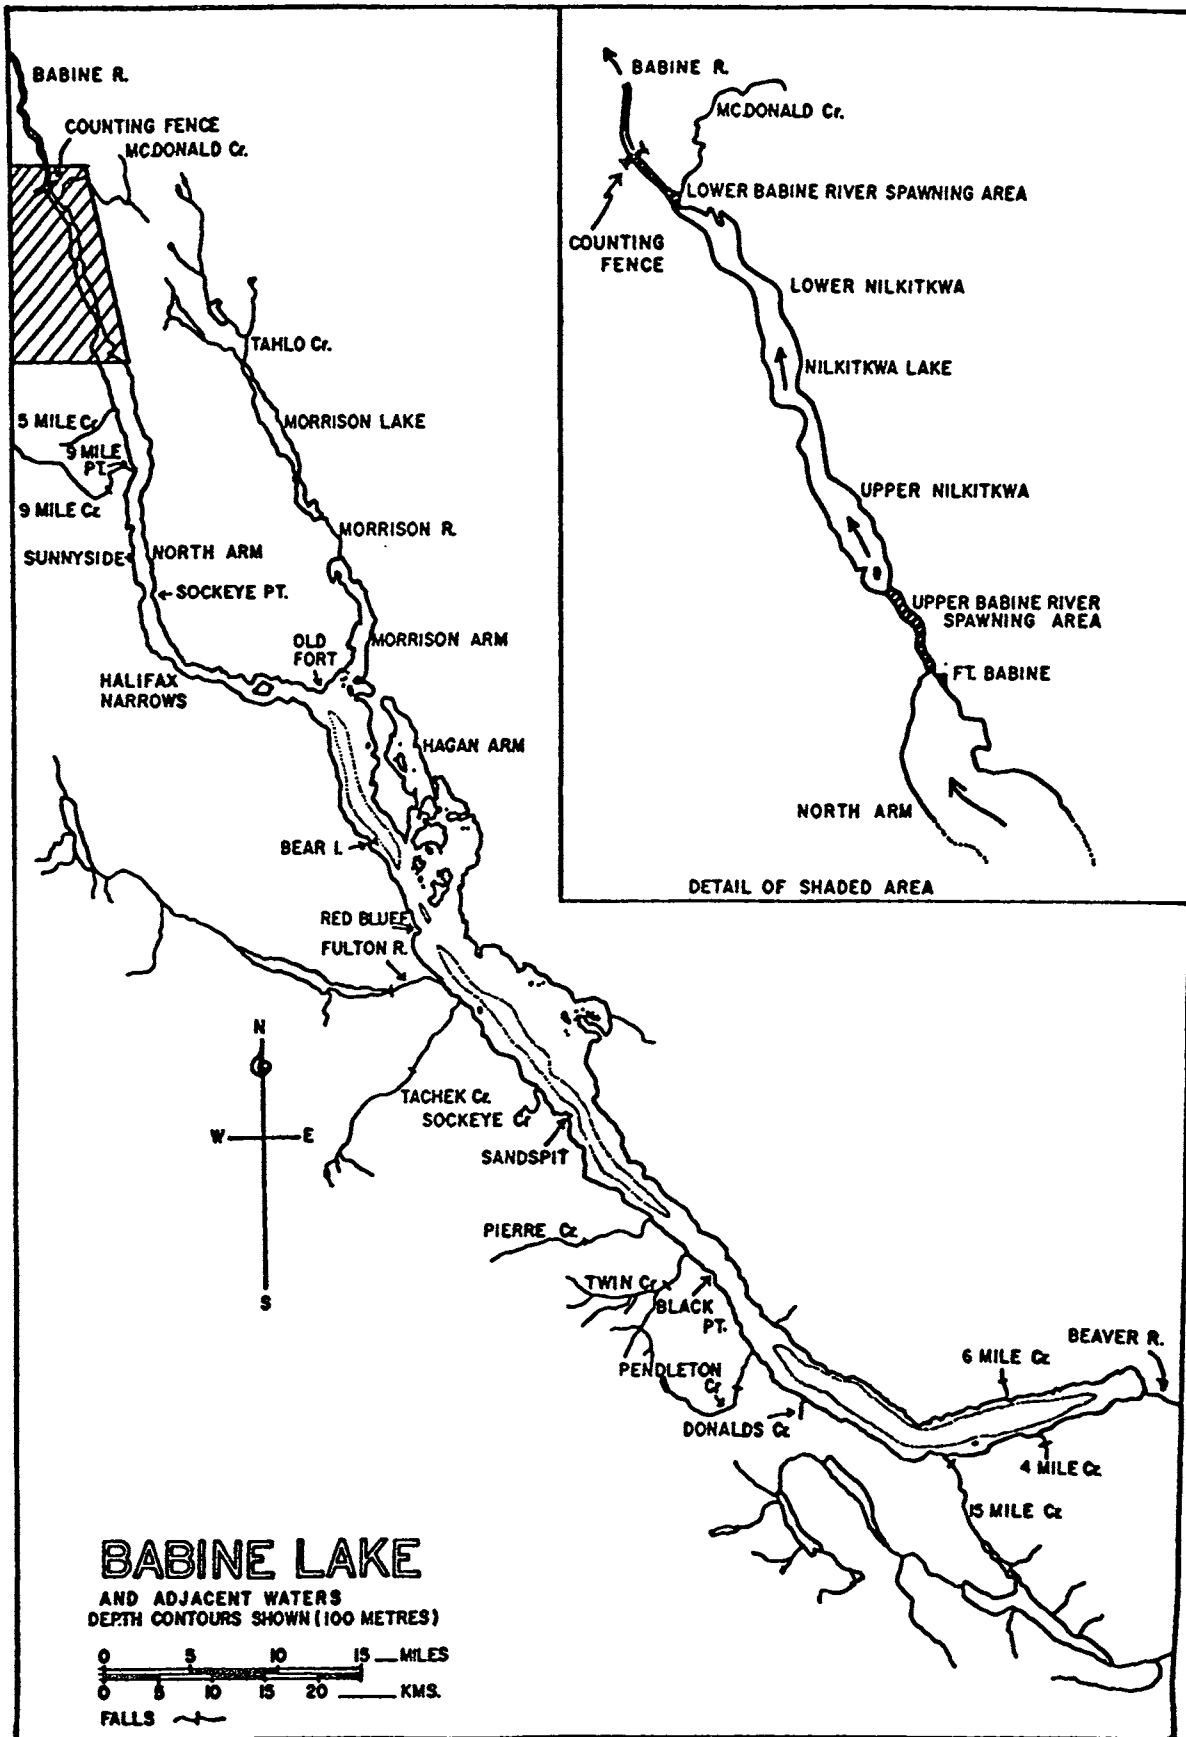 BABINE R.
COUNTING FENCE
MCDONALD Cr.
TAHLO Cr.
5 MILE Cr
9 MILE
PT.
MORRISON LAKE
9 MILE Cr
MORRISON R.
SUNNYSIDE
NORTH ARM
SOCKEYE PT.
OLD
FORT
MORRISON ARM
HALIFAX
NARROWS
HAGAN ARM
BEAR I.
RED BLUFF
FULTON R.
N
W
E
S
TACHEK Cr.
SOCKEYE Cr
SANDSPIT
PIERRE Cr
TWIN Cr
BLACK
PT.
PENDLETON
Cr
DONALDS Cr
6 MILE Cr
BEAVER R.
4 MILE Cr
15 MILE Cr
BABINE R.
MCDONALD Cr.
LOWER BABINE RIVER SPAWNING AREA
COUNTING
FENCE
LOWER NILKITKWA
NILKITKWA LAKE
UPPER NILKITKWA
UPPER BABINE RIVER
SPAWNING AREA
FT. BABINE
NORTH ARM
DETAIL OF SHADED AREA
BABINE LAKE
AND ADJACENT WATERS
DEPTH CONTOURS SHOWN (100 METRES)
0 5 10 15 MILES
0 5 10 15 20 KMS.
FALLS